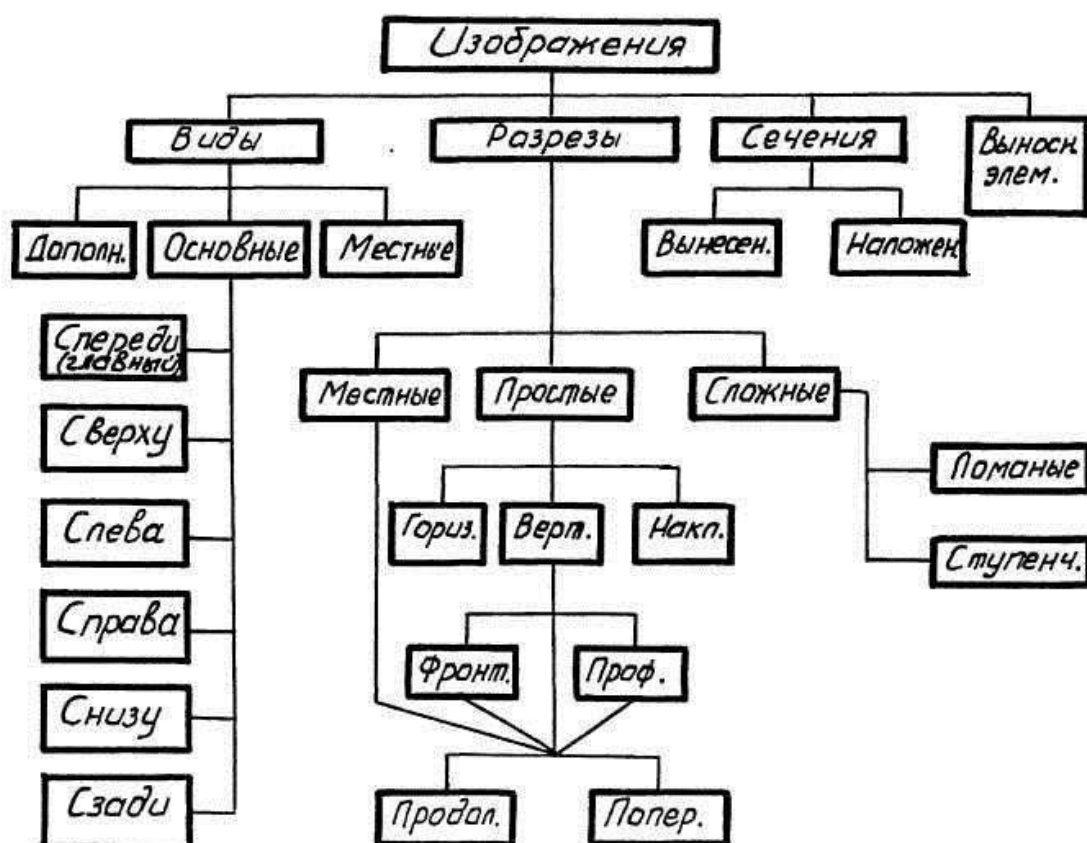 Изображения
Виды
Разрезы
Сечения
Выносн.
элем.
Дополн.
Основные
Местные
Вынесен.
Наложен.
Спереди
(главный)
Сверху
Слева
Справа
Снизу
Сзади
Местные
Простые
Сложные
Ломаные
Ступенч.
Гориз.
Верт.
Накл.
Фронт.
Проф.
Продол.
Попер.